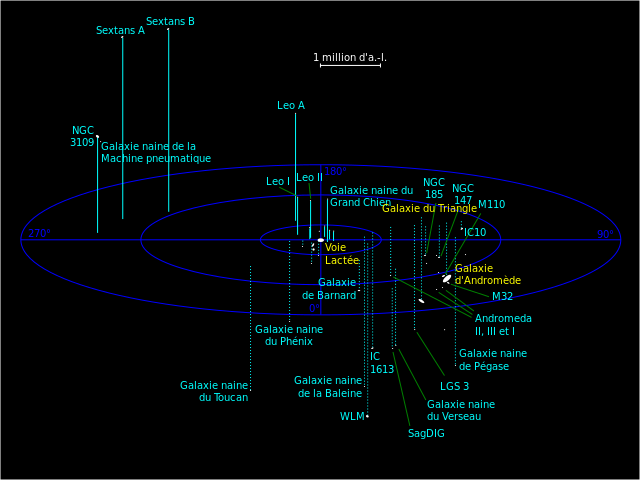 Sextans B
Sextans A
1 million d'a.-l.
Leo A
NGC
3109
Galaxie naine de la
Machine pneumatique
180°
Leo I
Leo II
Galaxie naine du
Grand Chien
NGC
185
NGC
147
M110
Galaxie du Triangle
270°
90°
IC10
Voie
Lactée
Galaxie
d'Andromède
Galaxie
de Barnard
M32
0°
Andromeda
II, III et I
Galaxie naine
du Phénix
IC
1613
Galaxie naine
de Pégase
Galaxie naine
du Toucan
Galaxie naine
de la Baleine
LGS 3
Galaxie naine
du Verseau
WLM
SagDIG